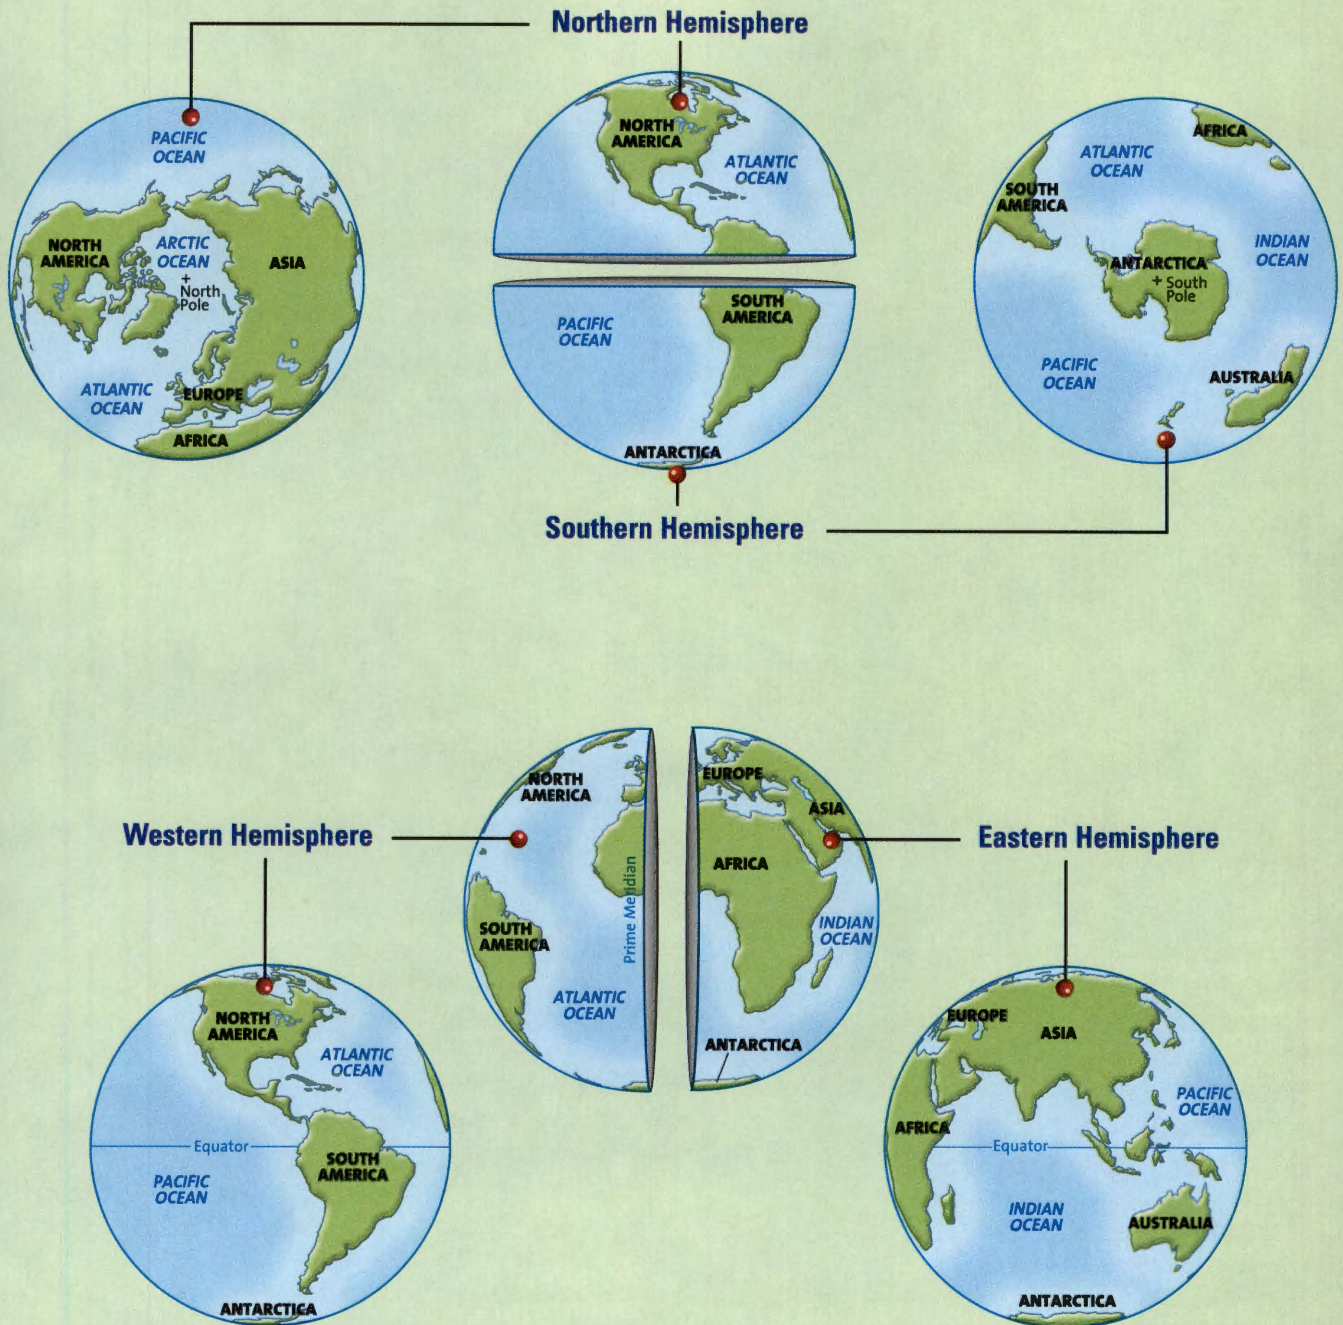 Northern Hemisphere
PACIFIC
OCEAN
NORTH
AMERICA
ARCTIC
OCEAN
+
North
Pole
ASIA
ATLANTIC
OCEAN
EUROPE
AFRICA
NORTH
AMERICA
ATLANTIC
OCEAN
SOUTH
AMERICA
PACIFIC
OCEAN
ANTARCTICA
AFRICA
ATLANTIC
OCEAN
SOUTH
AMERICA
INDIAN
OCEAN
ANTARCTICA
+ South
Pole
PACIFIC
OCEAN
AUSTRALIA
Southern Hemisphere
Western Hemisphere
NORTH
AMERICA
SOUTH
AMERICA
Prime Meridian
ATLANTIC
OCEAN
EUROPE
ASIA
AFRICA
INDIAN
OCEAN
ANTARCTICA
Eastern Hemisphere
NORTH
AMERICA
ATLANTIC
OCEAN
Equator
SOUTH
AMERICA
PACIFIC
OCEAN
ANTARCTICA
EUROPE
ASIA
PACIFIC
OCEAN
AFRICA
Equator
INDIAN
OCEAN
AUSTRALIA
ANTARCTICA